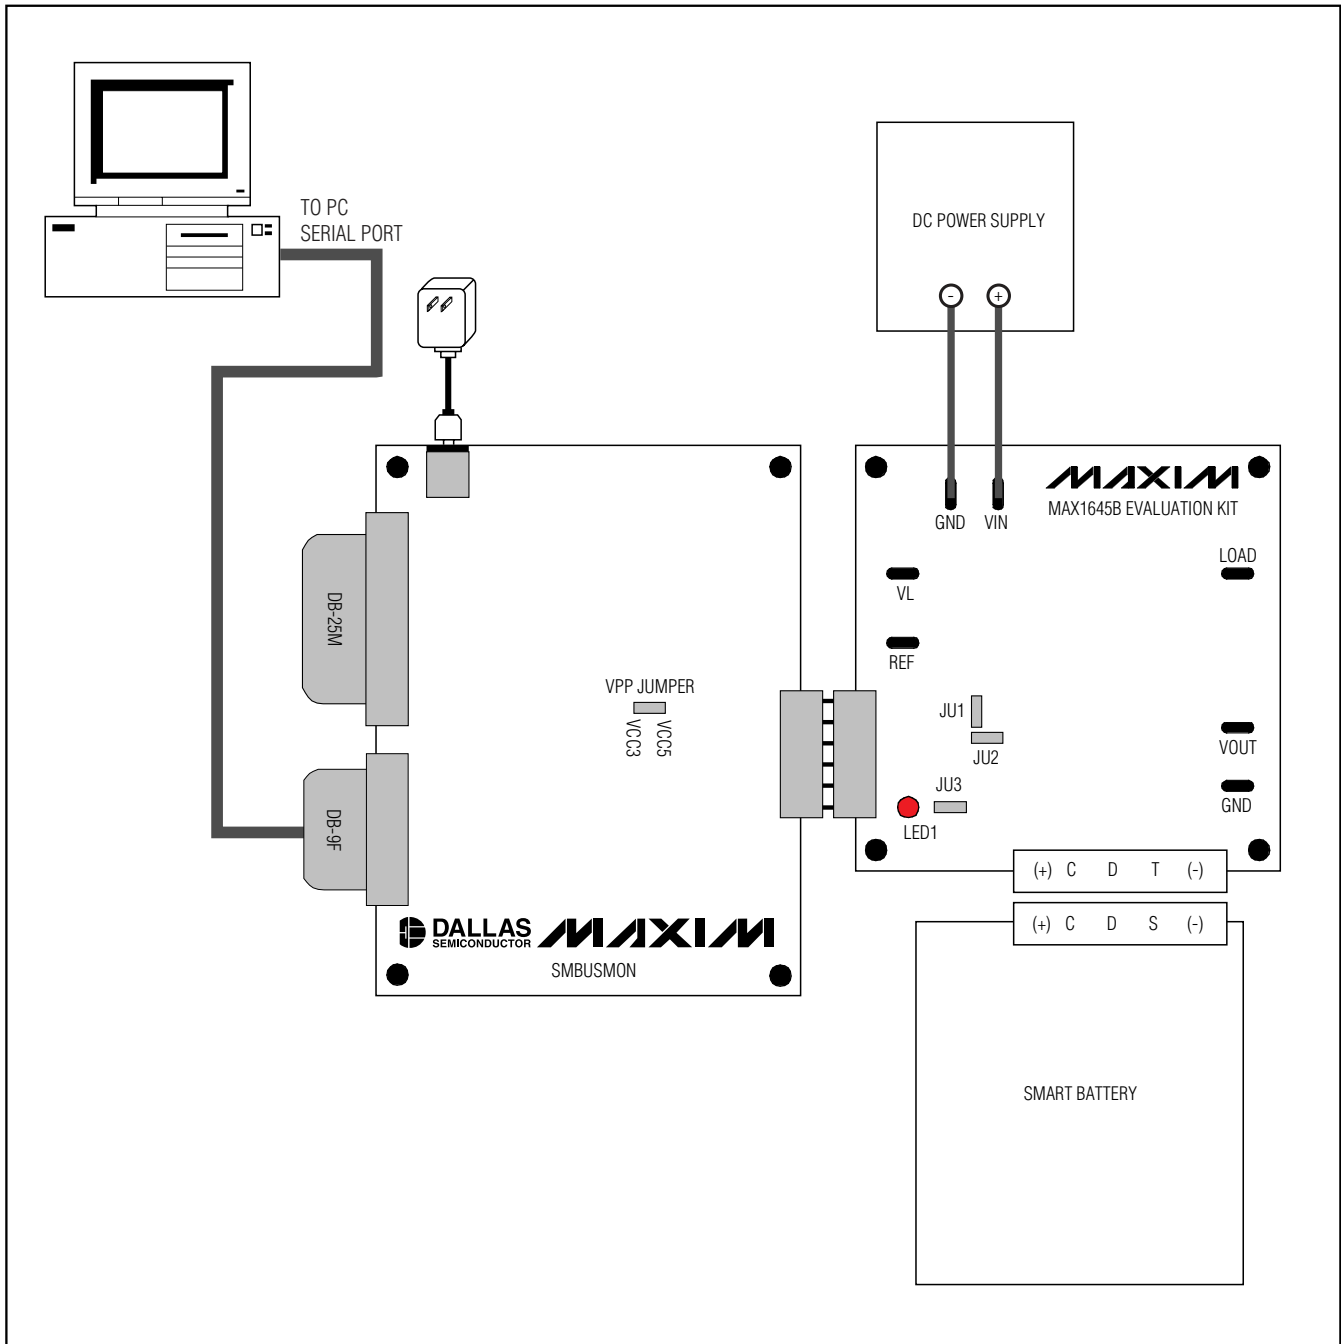 TO PC
SERIAL PORT
DC POWER SUPPLY
-
+
MAXIM
MAX1645B EVALUATION KIT
GND
VIN
LOAD
VL
REF
DB-25M
VPP JUMPER
VCC3
VCC5
JU1
JU2
VOUT
JU3
GND
LED1
DB-9F
(+) C D T (-)
(+) C D S (-)
DALLAS
SEMICONDUCTOR
MAXIM
SMBUSMON
SMART BATTERY